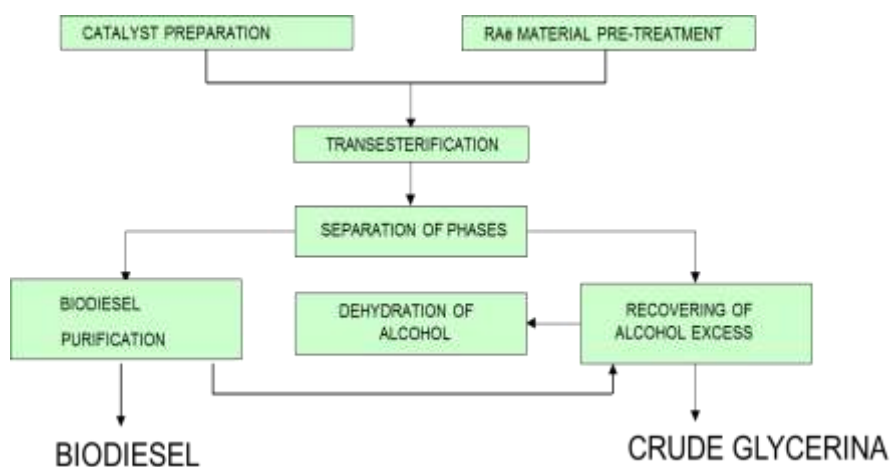 CATALYST PREPARATION
RAë MATERIAL PRE-TREATMENT
TRANSESTERIFICATION
SEPARATION OF PHASES
BIODIESEL
PURIFICATION
DEHYDRATION OF
ALCOHOL
RECOVERING OF
ALCOHOL EXCESS
BIODIESEL
CRUDE GLYCERINA